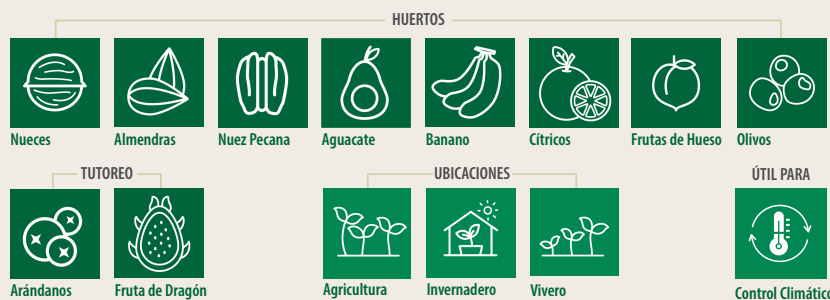 HUERTOS
Nueces
Almendras
Nuez Pecana
Aguacate
Banano
Cítricos
Frutas de Hueso
Olivos
TUTOREO
UBICACIONES
ÚTIL PARA
Arándanos
Fruta de Dragón
Agricultura
Invernadero
Vivero
Control Climático